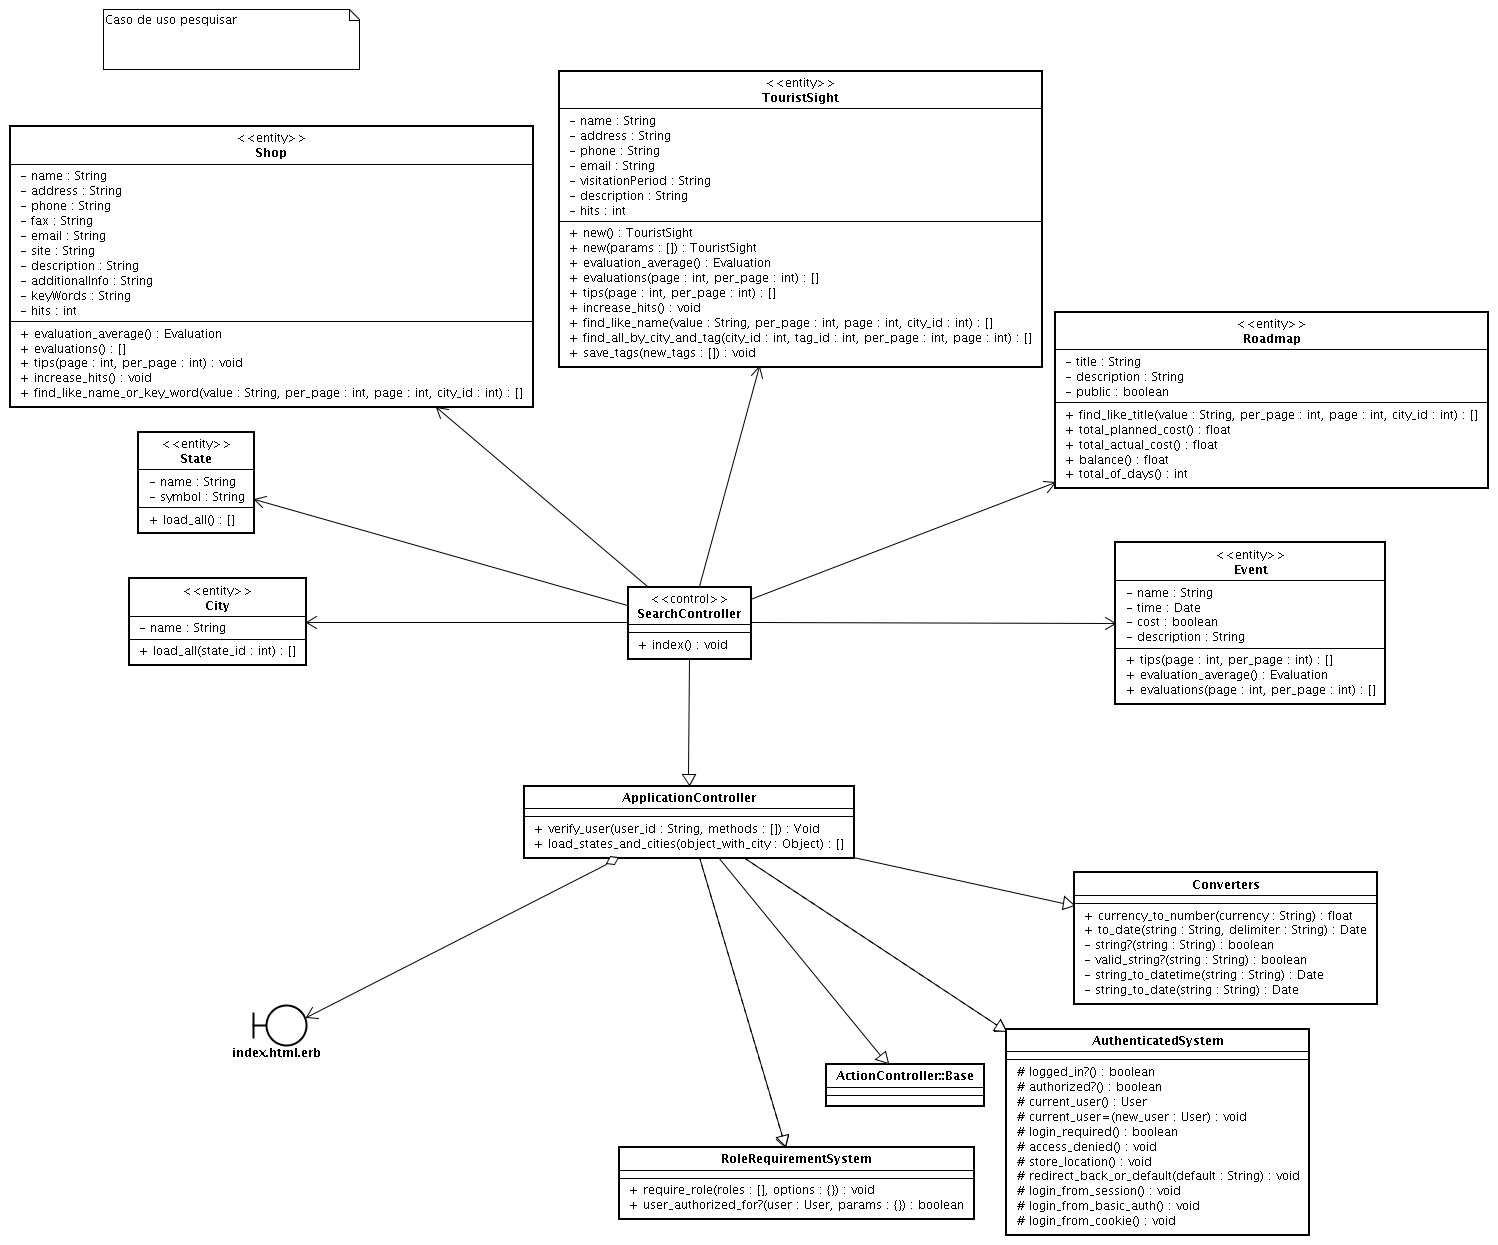 Caso de uso pesquisar
<<entity>>
TouristSight
- name : String
- address : String
- phone : String
- email : String
- visitationPeriod : String
- description : String
- hits : int
+ new() : TouristSight
+ new(params : []) : TouristSight
+ evaluation_average() : Evaluation
+ evaluations(page : int, per_page : int) : []
+ tips(page : int, per_page : int) : []
+ increase_hits() : void
+ find_like_name(value : String, per_page : int, page : int, city_id : int) : []
+ find_all_by_city_and_tag(city_id : int, tag_id : int, per_page : int, page : int) : []
+ save_tags(new_tags : []) : void
<<entity>>
Shop
- name : String
- address : String
- phone : String
- fax : String
- email : String
- site : String
- description : String
- additionalInfo : String
- keyWords : String
- hits : int
+ evaluation_average() : Evaluation
+ evaluations() : []
+ tips(page : int, per_page : int) : void
+ increase_hits() : void
+ find_like_name_or_key_word(value : String, per_page : int, page : int, city_id : int) : []
<<entity>>
Roadmap
- title : String
- description : String
- public : boolean
+ find_like_title(value : String, per_page : int, page : int, city_id : int) : []
+ total_planned_cost() : float
+ total_actual_cost() : float
+ balance() : float
+ total_of_days() : int
<<entity>>
State
- name : String
- symbol : String
+ load_all() : []
<<entity>>
City
- name : String
+ load_all(state_id : int) : []
<<control>>
SearchController
+ index() : void
<<entity>>
Event
- name : String
- time : Date
- cost : boolean
- description : String
+ tips(page : int, per_page : int) : []
+ evaluation_average() : Evaluation
+ evaluations(page : int, per_page : int) : []
ApplicationController
+ verify_user(user_id : String, methods : []) : Void
+ load_states_and_cities(object_with_city : Object) : []
Converters
+ currency_to_number(currency : String) : float
+ to_date(string : String, delimiter : String) : Date
- string?(string : String) : boolean
- valid_string?(string : String) : boolean
- string_to_datetime(string : String) : Date
- string_to_date(string : String) : Date
index.html.erb
AuthenticatedSystem
# logged_in?() : boolean
# authorized?() : boolean
# current_user() : User
# current_user=(new_user : User) : void
# login_required() : boolean
# access_denied() : void
# store_location() : void
# redirect_back_or_default(default : String) : void
# login_from_session() : void
# login_from_basic_auth() : void
# login_from_cookie() : void
ActionController::Base
RoleRequirementSystem
+ require_role(roles : [], options : {}) : void
+ user_authorized_for?(user : User, params : {}) : boolean